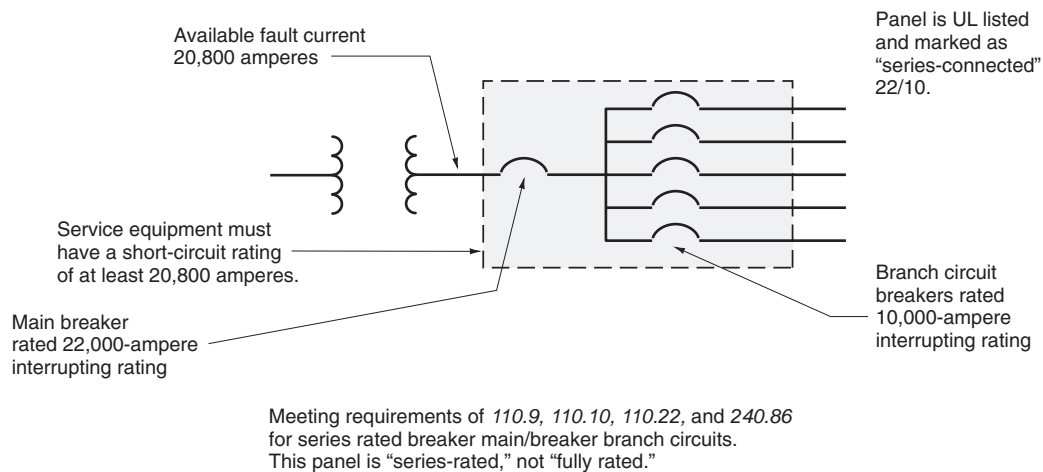 Available fault current
20,800 amperes
Panel is UL listed
and marked as
“series-connected”
22/10.
Service equipment must
have a short-circuit rating
of at least 20,800 amperes.
Main breaker
rated 22,000-ampere
interrupting rating
Branch circuit
breakers rated
10,000-ampere
interrupting rating
Meeting requirements of 110.9, 110.10, 110.22, and 240.86
for series rated breaker main/breaker branch circuits.
This panel is “series-rated,” not “fully rated.”